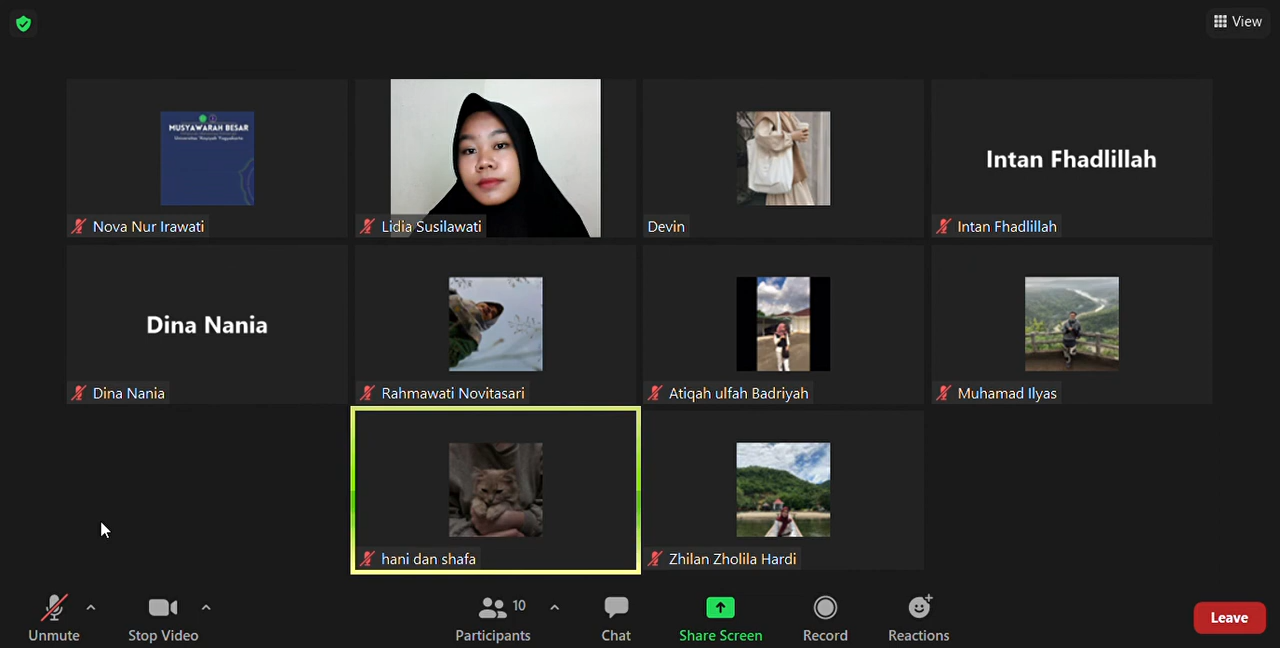 View
MUSYAWARAH BESAR
Nova Nur Irawati
Lidia Susilawati
Devin
Intan Fhadlillah
Intan Fhadlillah
Dina Nania
Dina Nania
Rahmawati Novitasari
Atiqah ulfah Badriyah
Muhamad Ilyas
hani dan shafa
Zhilan Zholila Hardi
10
Unmute
Stop Video
Participants
Chat
Share Screen
Record
Reactions
Leave